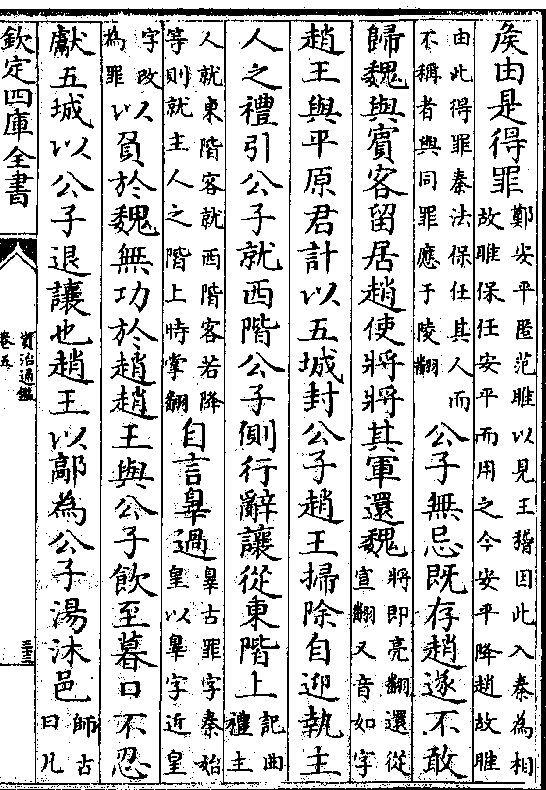 矦由是得罪鄭安平匿范睢以見王稽因此入秦為相
故睢保任安平而用之今安平降趙故睢
由此得罪秦法保任其人而
不稱者與同罪應于陵翻
公子無忌既存趙遂不敢
歸魏與賓客留居趙使將將其軍還魏將即亮翻還從
宣翻又音如字
趙王與平原君計以五城封公子趙王掃除自迎執主
人之禮引公子就西階公子側行辭讓從東階上記曲
禮主
人就東階客就西階客若降
等則就主人之階上時掌翻
自言辠過辠古罪字秦始
皇以辠字近皇
字改
為罪
以負於魏無功於趙趙王與公子飲至暮口不忍
獻五城以公子退讓也趙王以鄗為公子湯沐邑師古
曰凡
欽定四庫全書
資治通鑑
卷五